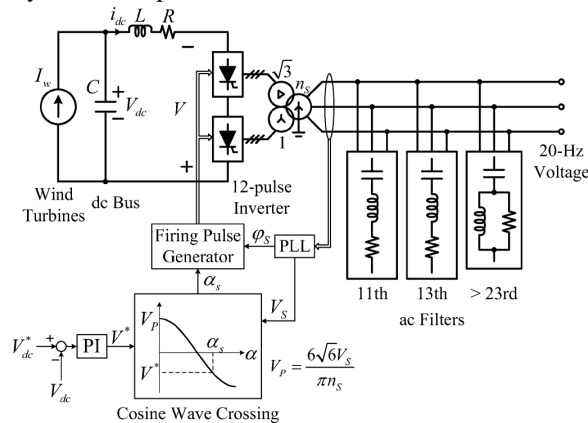 i_dc L R
I_w
C
+
−
V_dc
−
V
+
√3
n_S
1
Wind Turbines
dc Bus
12-pulse Inverter
20-Hz Voltage
Firing Pulse Generator
φ_S
PLL
α_s
V_S
11th
13th
> 23rd
ac Filters
V*_dc
+
−
PI
V*
V_dc
V_P
α_s
α
V*
V_P = 6√6V_S / πn_S
Cosine Wave Crossing